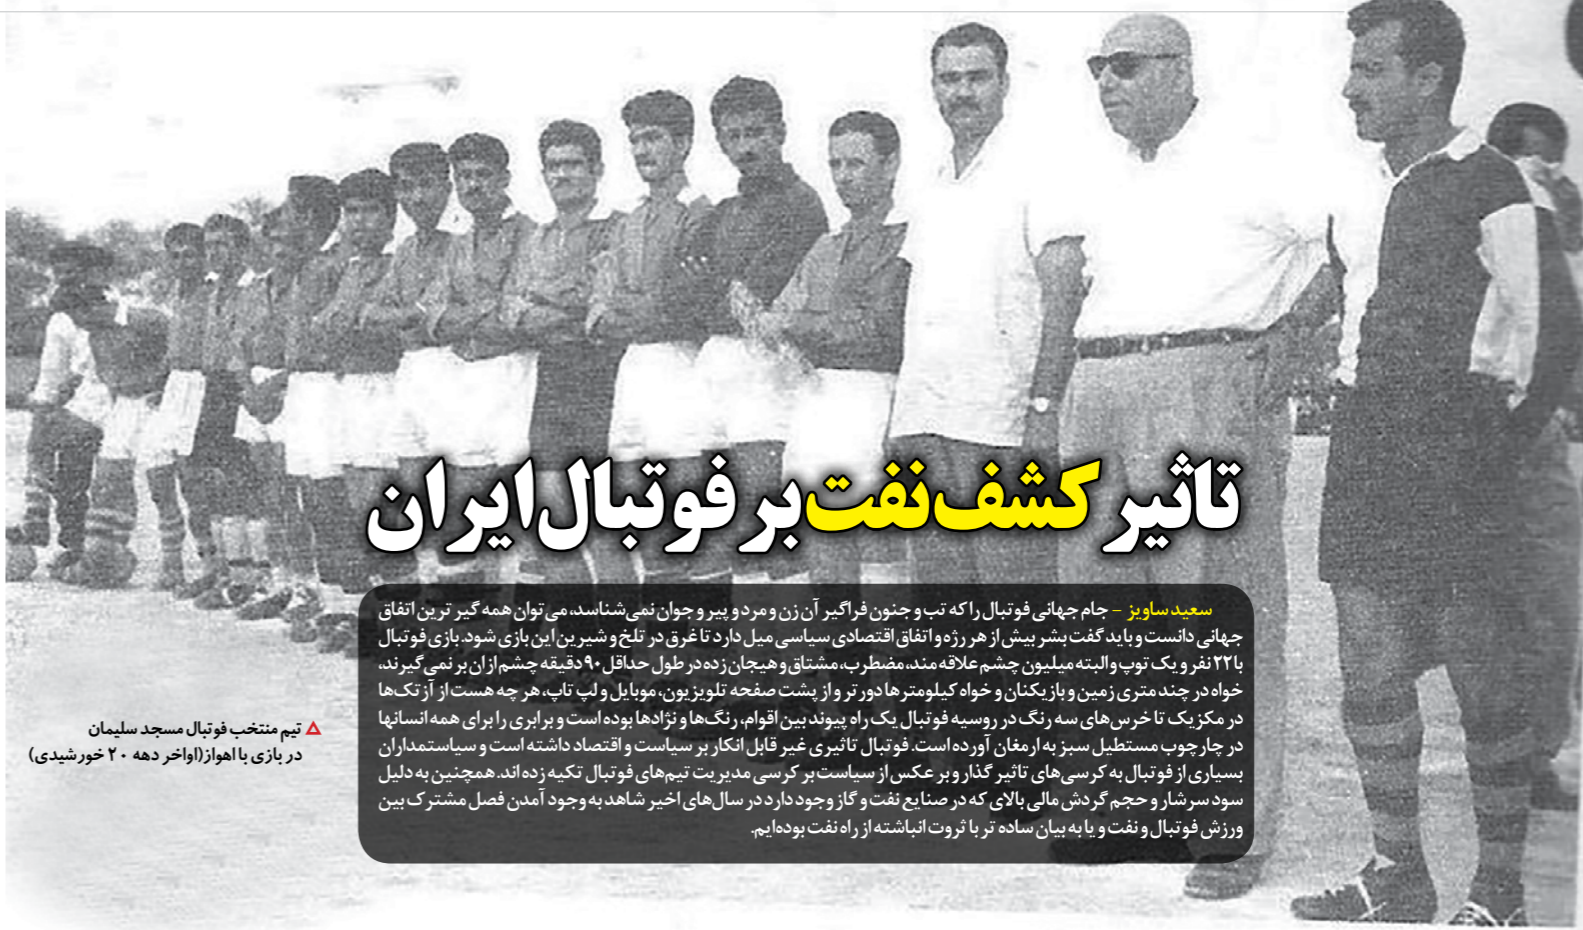 تاثیر کشف نفت بر فوتبال ایران
سعید ساویز - جام جهانی فوتبال را که تب و جنون فراگیر آن زن و مرد و پیر و جوان نمی‌شناسد، می‌توان همه گیر ترین اتفاق
جهانی دانست و باید گفت بشر بیش از هر رژه و اتفاق اقتصادی سیاسی میل دارد تا غرق در تلخ و شیرین این بازی شود. بازی فوتبال
با ۲۲ نفر و یک توپ و البته میلیون چشم علاقه مند، مضطرب، مشتاق و هیجان زده در طول حداقل ۹۰ دقیقه چشم از ان بر نمی‌گیرند،
خواه در چند متری زمین و بازیکنان و خواه کیلومترها دور تر و از پشت صفحه تلویزیون، موبایل و لپ تاپ، هر چه هست از آزتک‌ها
در مکزیک تا خرس‌های سه رنگ در روسیه فوتبال یک راه پیوند بین اقوام، رنگ‌ها و نژادها بوده است و برابری را برای همه انسانها
در چارچوب مستطیل سبز به ارمغان آورده است. فوتبال تاثیری غیر قابل انکار بر سیاست و اقتصاد داشته است و سیاستمداران
بسیاری از فوتبال به کرسی‌های تاثیر گذار و بر عکس از سیاست بر کرسی مدیریت تیم‌های فوتبال تکیه زده اند. همچنین به دلیل
سود سرشار و حجم گردش مالی بالای که در صنایع نفت و گاز وجود دارد در سال‌های اخیر شاهد به وجود آمدن فصل مشترک بین
ورزش فوتبال و نفت و یا به بیان ساده تر با ثروت انباشته از راه نفت بوده‌ایم.
تیم منتخب فوتبال مسجد سلیمان
در بازی با اهواز(اواخر دهه ۲۰ خورشیدی)